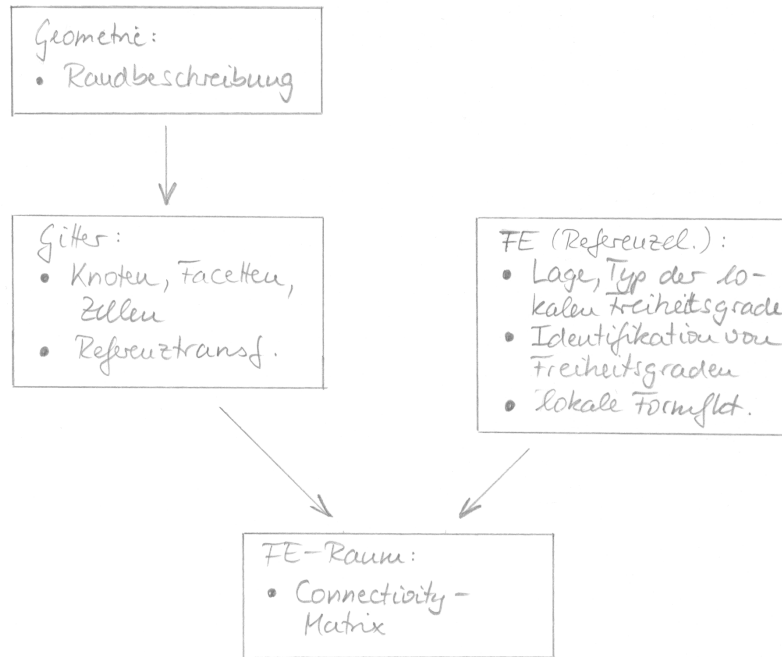 Geometrie:
• Randbeschreibung
Gitter:
• Knoten, Facetten,
Zellen
• Referenztransf.
FE (Referenzel.):
• Lage, Typ der lo-
kalen Freiheitsgrade
• Identifikation von
Freiheitsgraden
• lokale Formfkt.
FE-Raum:
• Connectivity-
Matrix